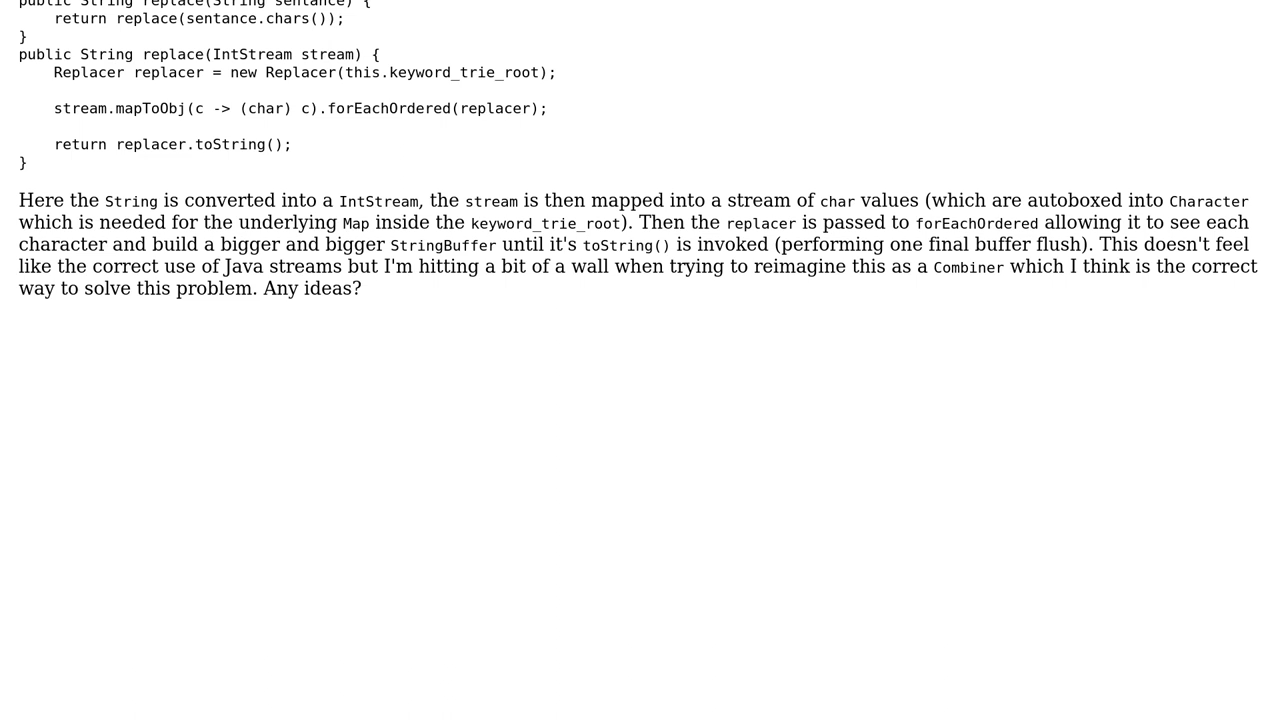 public String replace(String sentance) {
return replace(sentance.chars());
}
public String replace(IntStream stream) {
Replacer replacer = new Replacer(this.keyword_trie_root);
stream.mapToObj(c -> (char) c).forEachOrdered(replacer);
return replacer.toString();
}
Here the String is converted into a IntStream, the stream is then mapped into a stream of char values (which are autoboxed into Character
which is needed for the underlying Map inside the keyword_trie_root). Then the replacer is passed to forEachOrdered allowing it to see each
character and build a bigger and bigger StringBuffer until it's toString() is invoked (performing one final buffer flush). This doesn't feel
like the correct use of Java streams but I'm hitting a bit of a wall when trying to reimagine this as a Combiner which I think is the correct
way to solve this problem. Any ideas?